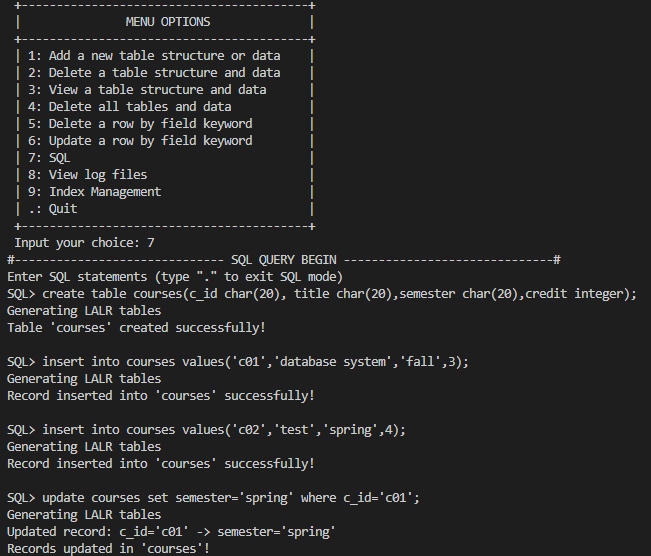 +------------------------------------------+
|               MENU OPTIONS              |
+------------------------------------------+
| 1: Add a new table structure or data    |
| 2: Delete a table structure and data    |
| 3: View a table structure and data      |
| 4: Delete all tables and data           |
| 5: Delete a row by field keyword        |
| 6: Update a row by field keyword        |
| 7: SQL                                  |
| 8: View log files                       |
| 9: Index Management                     |
| .: Quit                                 |
+------------------------------------------+
Input your choice: 7
#------------------------------ SQL QUERY BEGIN ------------------------------#
Enter SQL statements (type "." to exit SQL mode)
SQL> create table courses(c_id char(20), title char(20),semester char(20),credit integer);
Generating LALR tables
Table 'courses' created successfully!

SQL> insert into courses values('c01','database system','fall',3);
Generating LALR tables
Record inserted into 'courses' successfully!

SQL> insert into courses values('c02','test','spring',4);
Generating LALR tables
Record inserted into 'courses' successfully!

SQL> update courses set semester='spring' where c_id='c01';
Generating LALR tables
Updated record: c_id='c01' -> semester='spring'
Records updated in 'courses'!